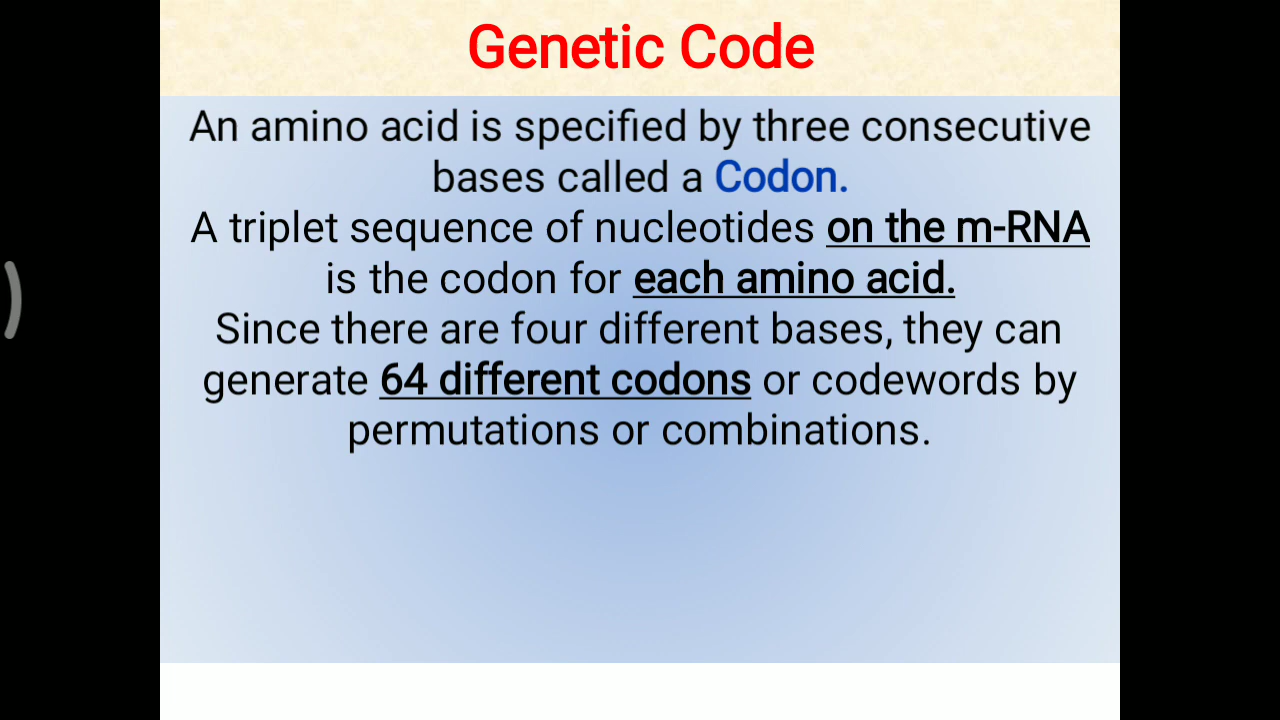 Genetic Code
An amino acid is specified by three consecutive
bases called a Codon.
A triplet sequence of nucleotides on the m-RNA
is the codon for each amino acid.
Since there are four different bases, they can
generate 64 different codons or codewords by
permutations or combinations.